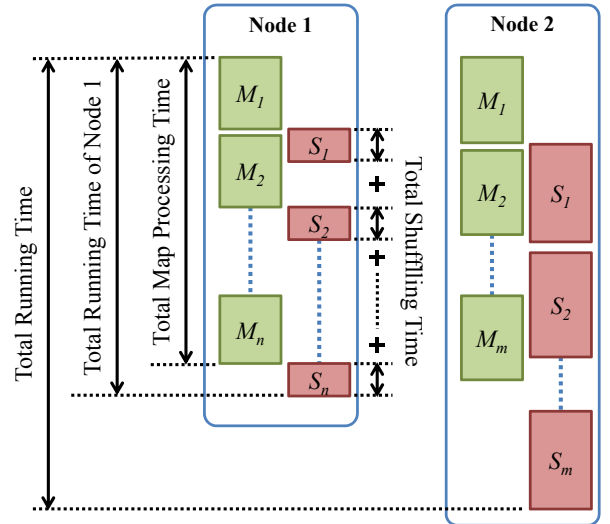 Node 1
Node 2
Total Running Time
Total Running Time of Node 1
Total Map Processing Time
M1
M2
Mn
S1
S2
Sn
+
+
+
Total Shufflling Time
M1
M2
Mm
S1
S2
Sm